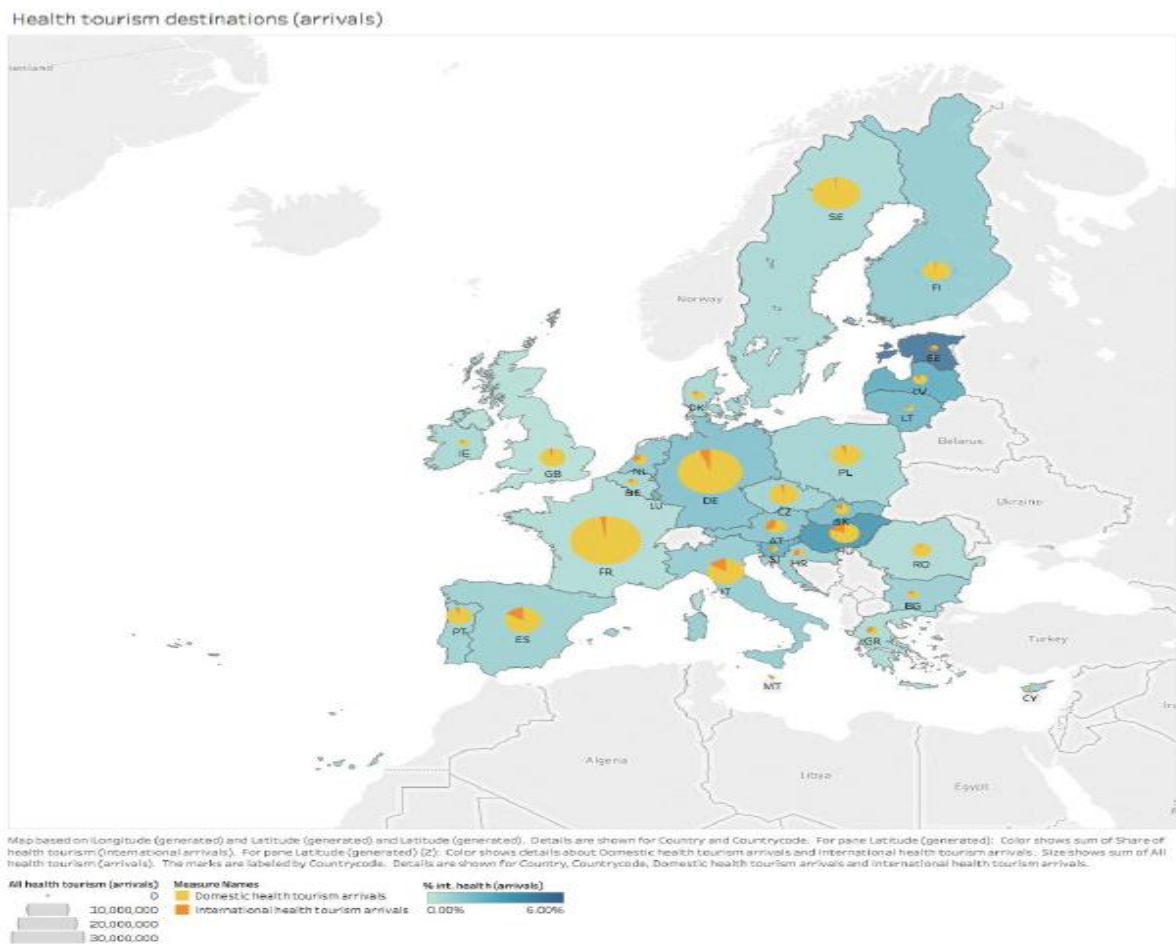 Health tourism destinations (arrivals)
SE
FI
Norway
EE
LV
LT
DK
Belarus
IE
GB
NL
BE
LU
DE
PL
CZ
Ukraine
SK
AT
HU
FR
SI
HR
RO
IT
BG
PT
ES
GR
Turkey
MT
CY
Algeria
Libya
Egypt
Map based on Longitude (generated) and Latitude (generated) and Latitude (generated). Details are shown for Country and Countrycode. For pane Latitude (generated): Color shows sum of Share of
health tourism (international arrivals). For pane Latitude (generated) (2): Color shows details about Domestic health tourism arrivals and International health tourism arrivals. Size shows sum of All
health tourism (arrivals). The marks are labeled by Countrycode. Details are shown for Country, Countrycode, Domestic health tourism arrivals and international health tourism arrivals.
All health tourism (arrivals)
0
10,000,000
20,000,000
30,000,000
Measure Names
Domestic health tourism arrivals
International health tourism arrivals
% int. health (arrivals)
0.00% 6.00%